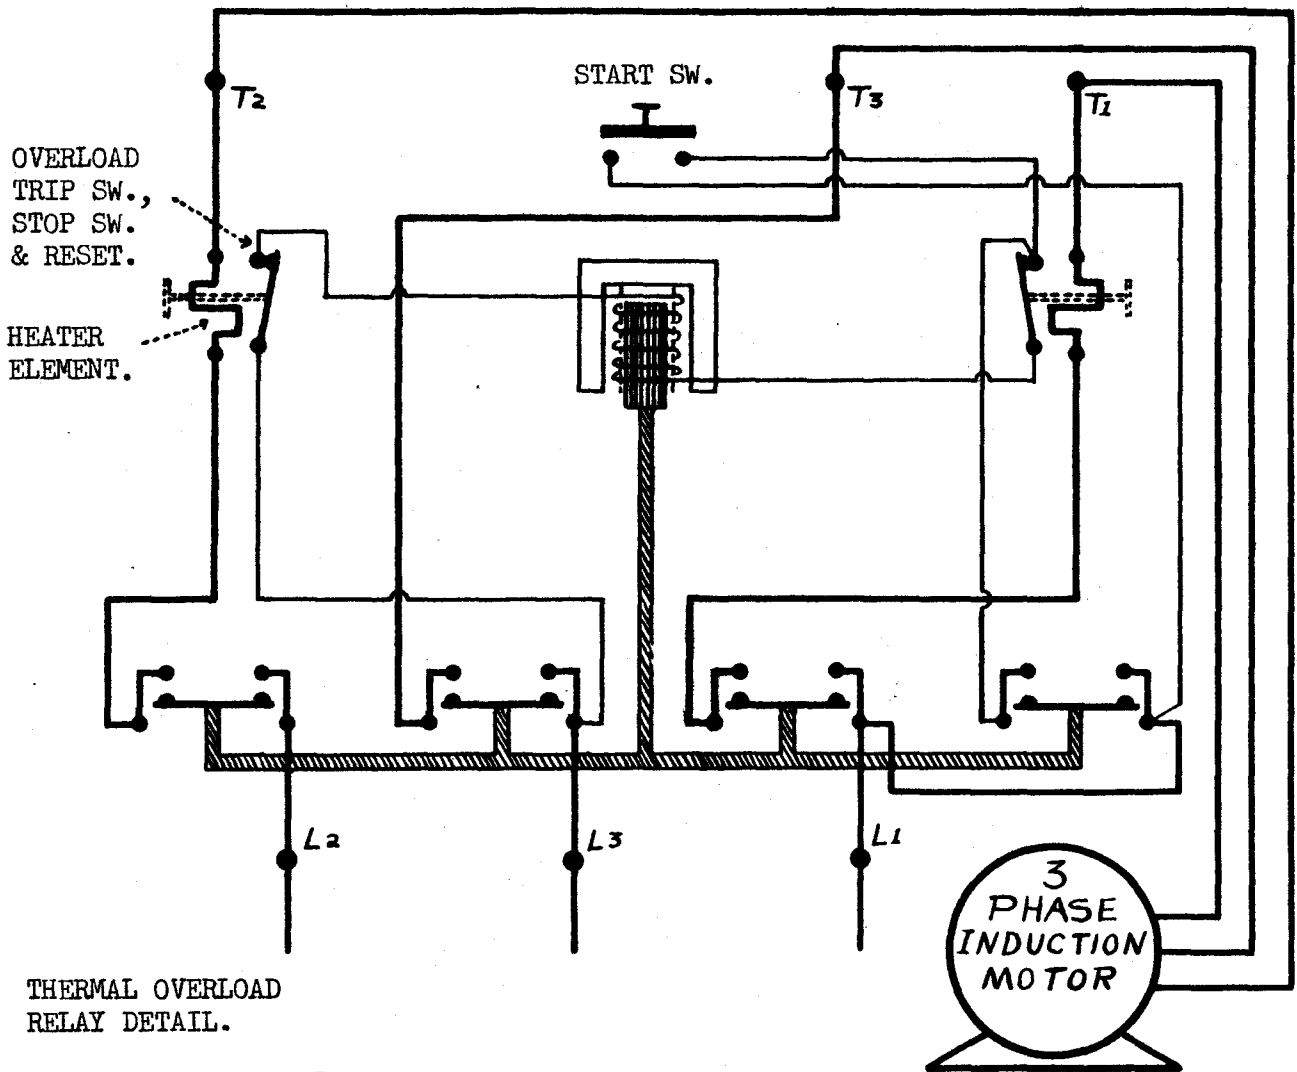 START SW.
T2
T3
T1
OVERLOAD
TRIP SW.,
STOP SW.
& RESET.
HEATER
ELEMENT.
L2
L3
L1
3
PHASE
INDUCTION
MOTOR
THERMAL OVERLOAD
RELAY DETAIL.